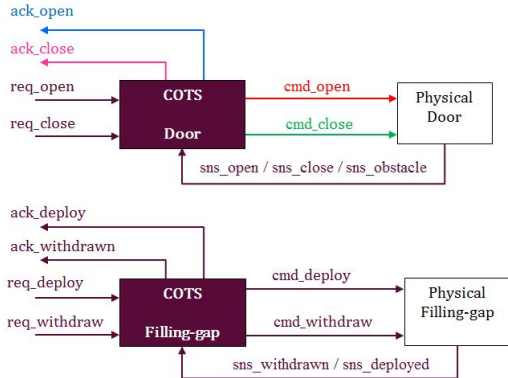 ack_open
ack_close
req_open
req_close
COTS
Door
cmd_open
cmd_close
Physical
Door
sns_open / sns_close / sns_obstacle
ack_deploy
ack_withdrawn
req_deploy
req_withdraw
COTS
Filling-gap
cmd_deploy
cmd_withdraw
Physical
Filling-gap
sns_withdrawn / sns_deployed